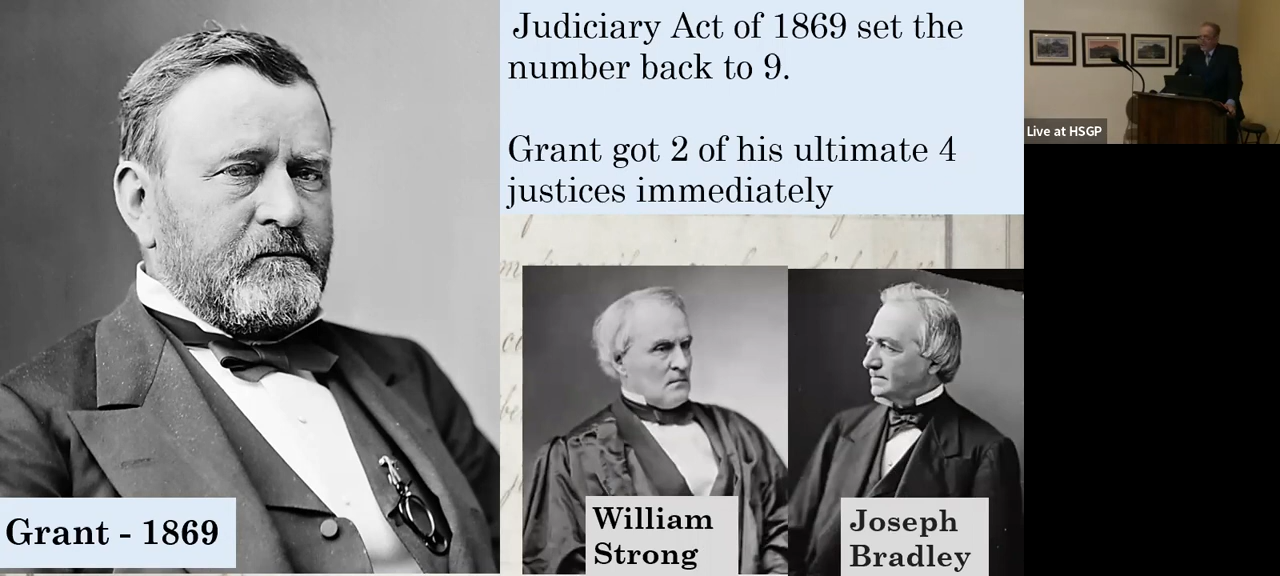 Judiciary Act of 1869 set the
number back to 9.
Grant got 2 of his ultimate 4
justices immediately
Live at HSGP
Grant - 1869
William
Strong
Joseph
Bradley